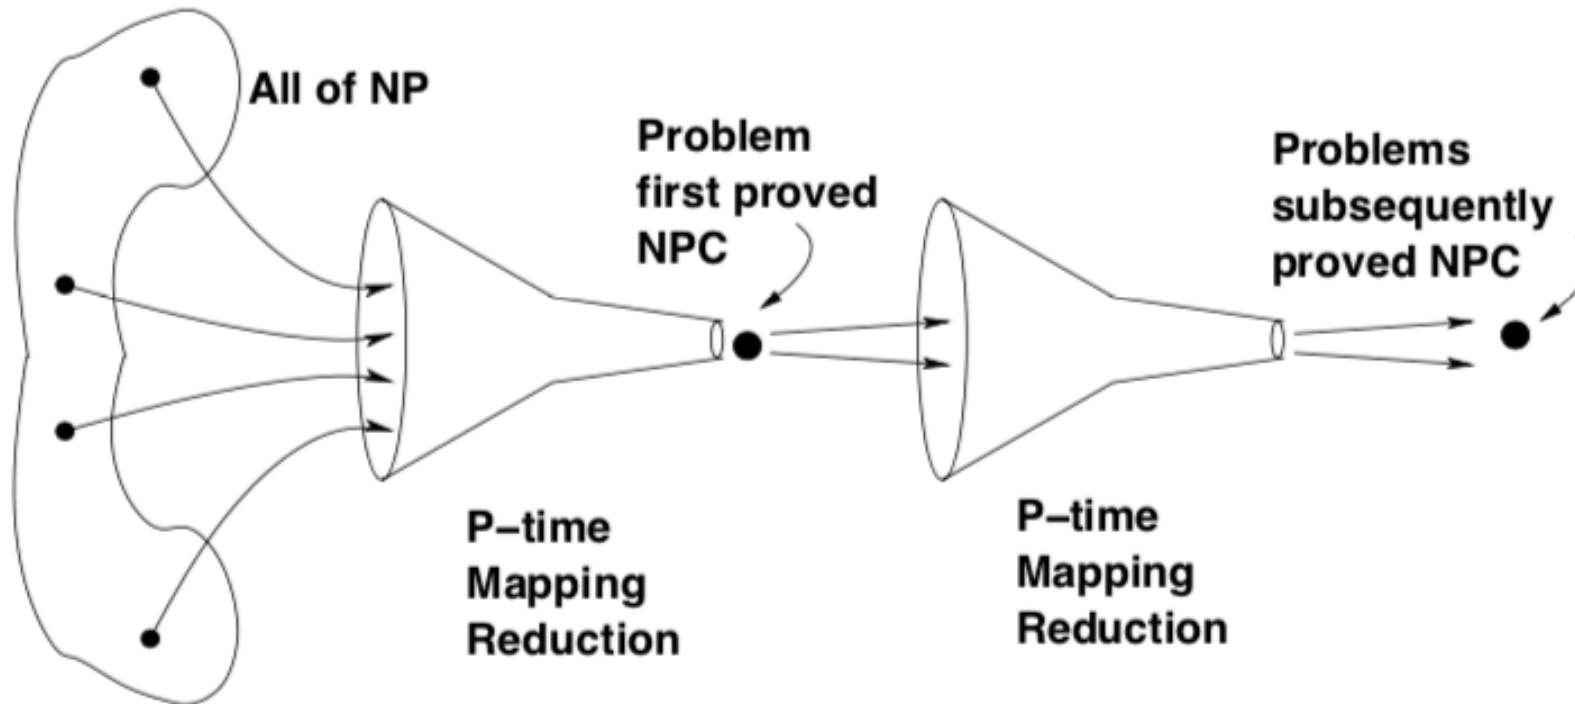 All of NP
Problem
first proved
NPC
Problems
subsequently
proved NPC
P–time
Mapping
Reduction
P–time
Mapping
Reduction